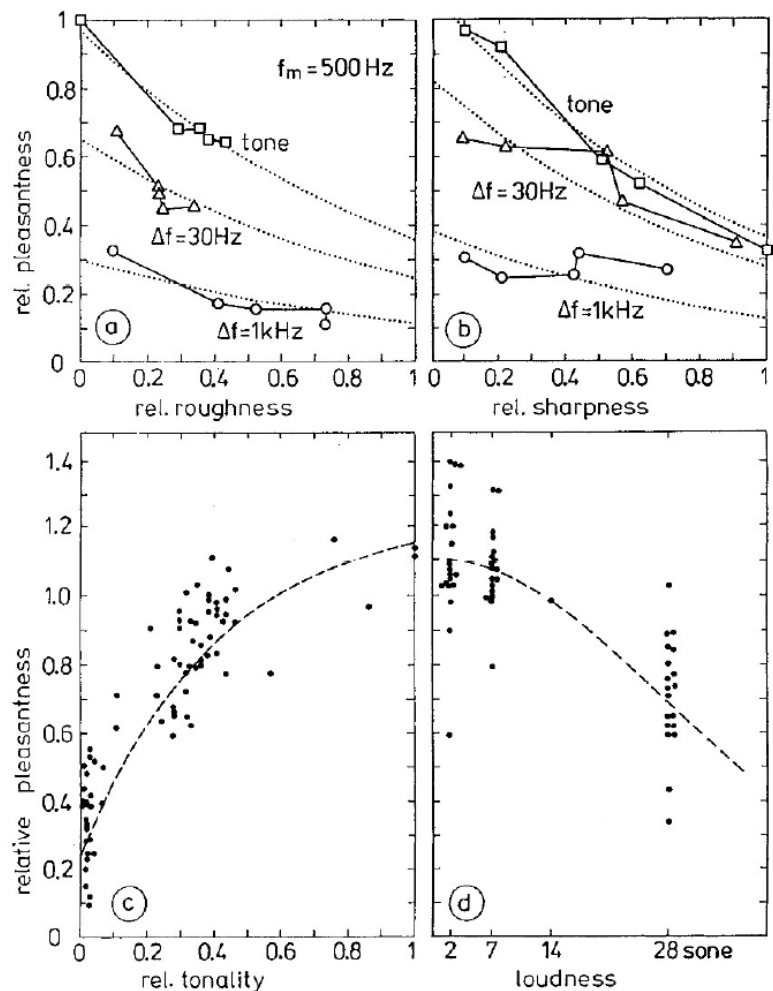 1
0.8
0.6
0.4
0.2
0
rel. pleasantness
fm = 500 Hz
tone
Δf = 30Hz
Δf = 1kHz
a
0 0.2 0.4 0.6 0.8 1
rel. roughness
tone
Δf = 30Hz
Δf = 1kHz
b
0 0.2 0.4 0.6 0.8 1
rel. sharpness
1.4
1.2
1.0
0.8
0.6
0.4
0.2
0
relative pleasantness
c
0 0.2 0.4 0.6 0.8 1
rel. tonality
d
2 7 14 28 sone
loudness